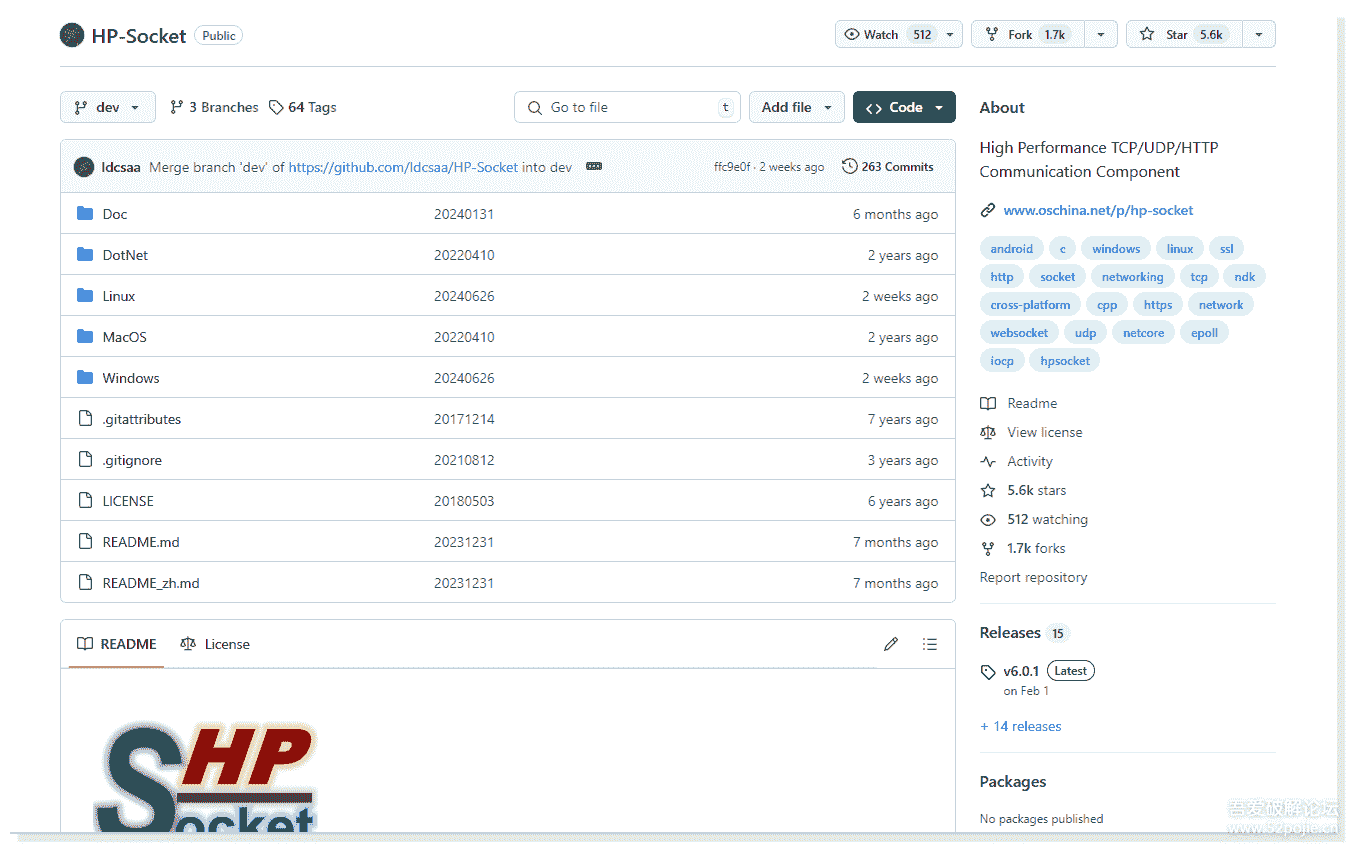 HP-Socket Public
Watch 512
Fork 1.7k
Star 5.6k
dev
3 Branches
64 Tags
Go to file t
Add file
Code
ldcsaa Merge branch 'dev' of https://github.com/ldcsaa/HP-Socket into dev
ffc9e0f · 2 weeks ago
263 Commits
Doc 20240131 6 months ago
DotNet 20220410 2 years ago
Linux 20240626 2 weeks ago
MacOS 20220410 2 years ago
Windows 20240626 2 weeks ago
.gitattributes 20171214 7 years ago
.gitignore 20210812 3 years ago
LICENSE 20180503 6 years ago
README.md 20231231 7 months ago
README_zh.md 20231231 7 months ago
README
License
HP
Socket
About
High Performance TCP/UDP/HTTP
Communication Component
www.oschina.net/p/hp-socket
android c windows linux ssl
http socket networking tcp ndk
cross-platform cpp https network
websocket udp netcore epoll
iocp hpsocket
Readme
View license
Activity
5.6k stars
512 watching
1.7k forks
Report repository
Releases 15
v6.0.1 Latest
on Feb 1
+ 14 releases
Packages
No packages published
吾爱破解论坛
www.52pojie.cn